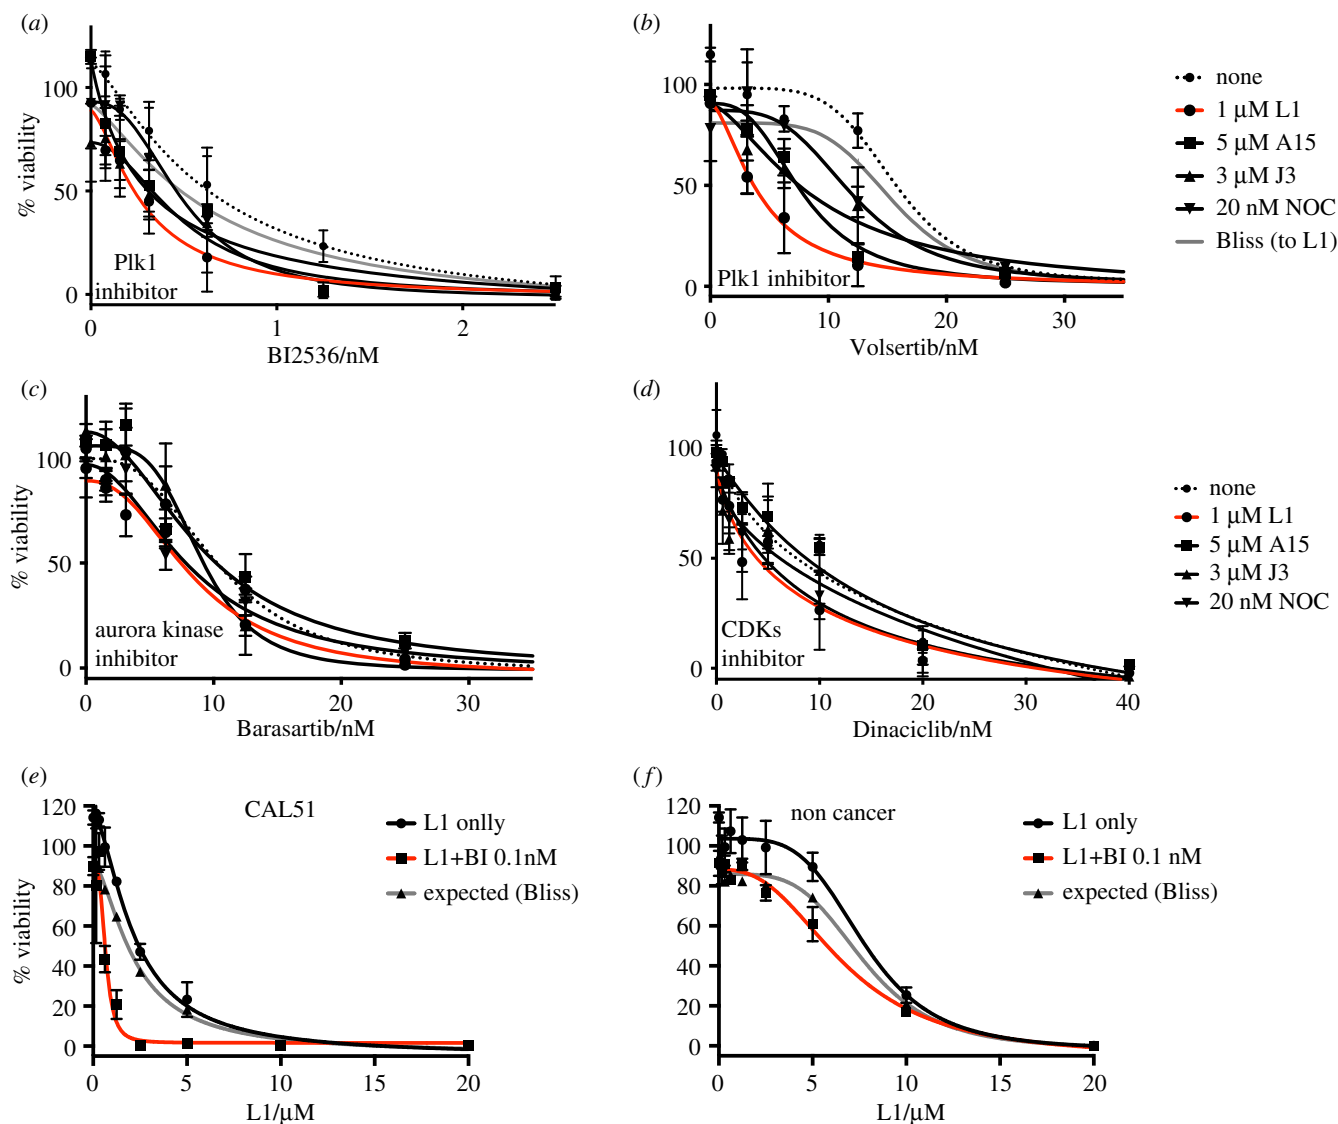 (a)
% viability
100
50
0
Plk1
inhibitor
0
1
2
BI2536/nM
(b)
100
50
0
Plk1 inhibitor
0
10
20
30
Volsertib/nM
none
1 μM L1
5 μM A15
3 μM J3
20 nM NOC
Bliss (to L1)
(c)
% viability
100
50
0
aurora kinase
inhibitor
0
10
20
30
Barasartib/nM
(d)
100
50
0
CDKs
inhibitor
0
10
20
30
40
Dinaciclib/nM
none
1 μM L1
5 μM A15
3 μM J3
20 nM NOC
(e)
% viability
120
100
80
60
40
20
0
CAL51
L1 onlly
L1+BI 0.1nM
expected (Bliss)
0
5
10
15
20
L1/μM
(f)
120
100
80
60
40
20
0
non cancer
L1 only
L1+BI 0.1 nM
expected (Bliss)
0
5
10
15
20
L1/μM